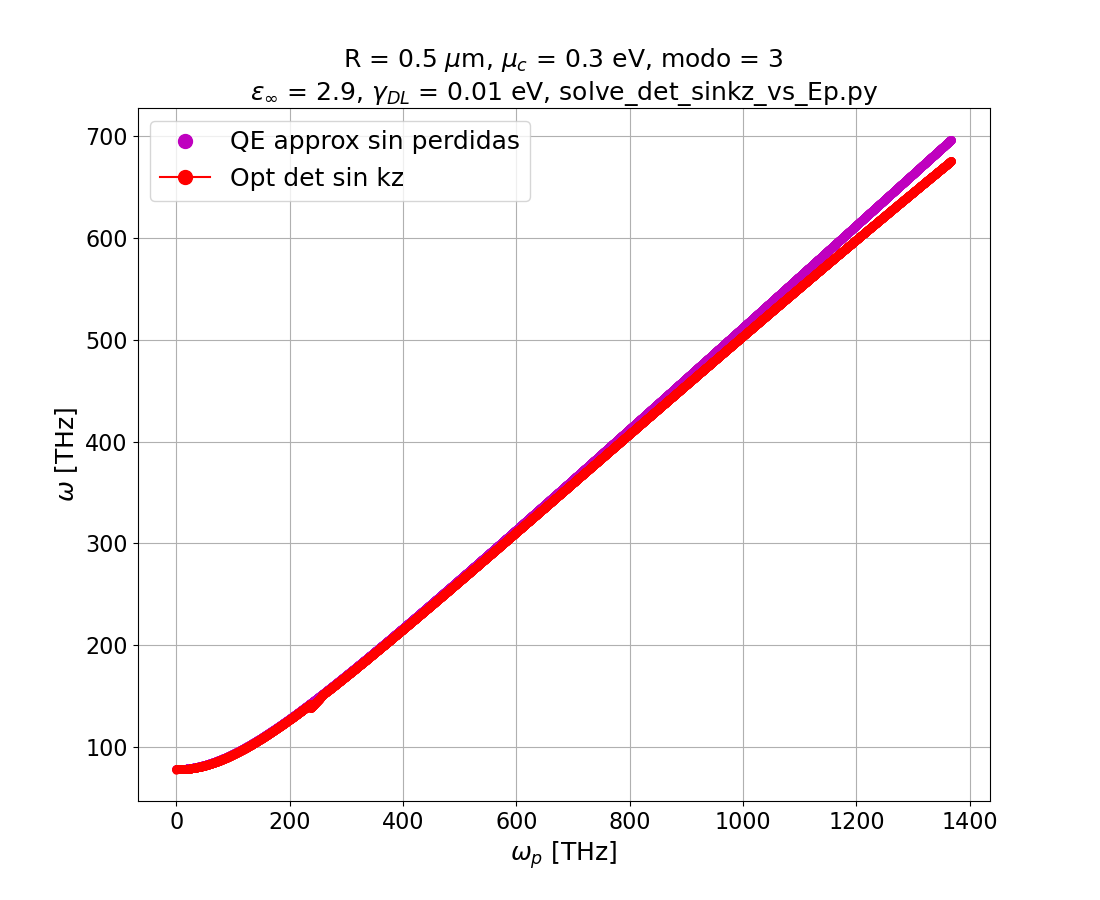 R = 0.5 μm, μc = 0.3 eV, modo = 3
ε∞ = 2.9, γDL = 0.01 eV, solve_det_sinkz_vs_Ep.py
QE approx sin perdidas
Opt det sin kz
700
600
500
400
300
200
100
ω [THz]
0 200 400 600 800 1000 1200 1400
ωp [THz]